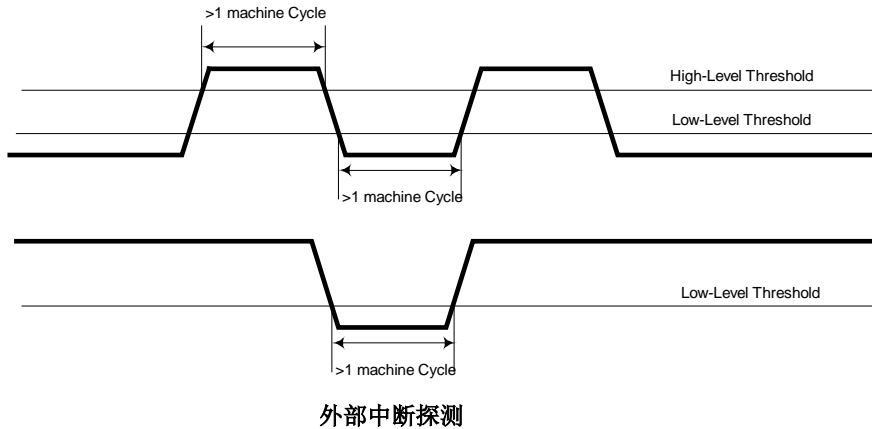 >1 machine Cycle
High-Level Threshold
Low-Level Threshold
>1 machine Cycle
Low-Level Threshold
>1 machine Cycle
外部中断探测